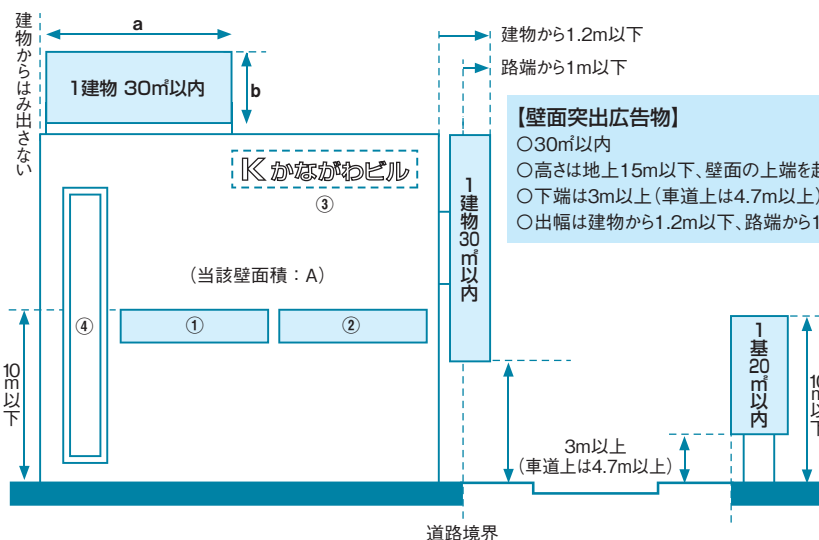 建物からはみ出さない
a
1建物 30㎡以内
b
建物から1.2m以下
路端から1m以下
【壁面突出広告物】
○30㎡以内
○高さは地上15m以下、壁面の上端を
○下端は3m以上(車道上は4.7m以上)
○出幅は建物から1.2m以下、路端から1
K かながわビル
③
1建物30㎡以内
(当該壁面積：A)
④
①
②
10m以下
3m以上
(車道上は4.7m以上)
1基20㎡以内
10m以下
道路境界